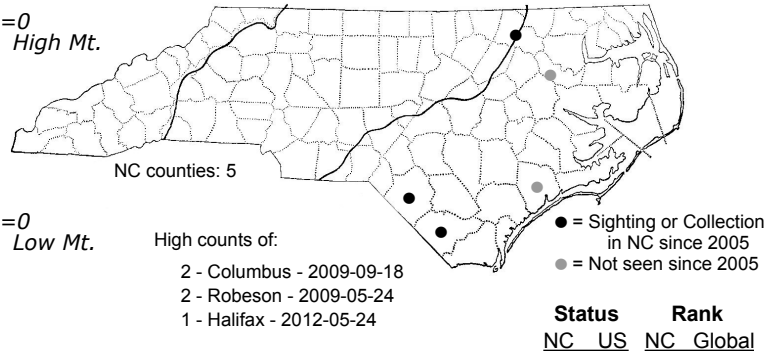 =0
High Mt.
NC counties: 5
=0
Low Mt.
High counts of:
2 - Columbus - 2009-09-18
2 - Robeson - 2009-05-24
1 - Halifax - 2012-05-24
= Sighting or Collection
in NC since 2005
= Not seen since 2005
Status Rank
NC US NC Global